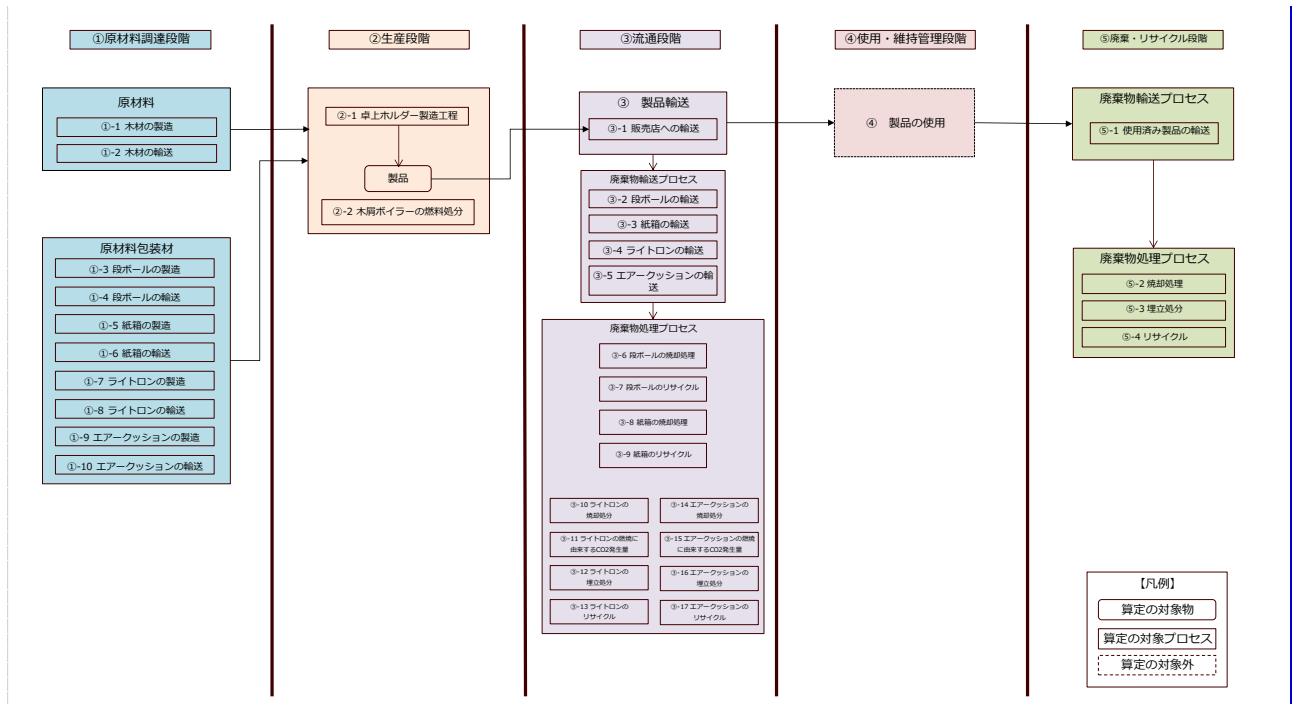 ①原材料調達段階
②生産段階
③流通段階
④使用・維持管理段階
⑤廃棄・リサイクル段階
原材料
①-1 木材の製造
①-2 木材の輸送
原材料包装材
①-3 段ボールの製造
①-4 段ボールの輸送
①-5 紙箱の製造
①-6 紙箱の輸送
①-7 ライトロンの製造
①-8 ライトロンの輸送
①-9 エアークッションの製造
①-10 エアークッションの輸送
②-1 卓上ホルダー製造工程
製品
②-2 木屑ボイラーの燃料処分
③ 製品輸送
③-1 販売店への輸送
廃棄物輸送プロセス
③-2 段ボールの輸送
③-3 紙箱の輸送
③-4 ライトロンの輸送
③-5 エアークッションの輸
送
廃棄物処理プロセス
③-6 段ボールの焼却処理
③-7 段ボールのリサイクル
③-8 紙箱の焼却処理
③-9 紙箱のリサイクル
③-10 ライトロンの
焼却処分
③-11 ライトロンの燃焼に
由来するCO2発生量
③-12 ライトロンの
埋立処分
③-13 ライトロンの
リサイクル
③-14 エアークッションの
焼却処分
③-15 エアークッションの燃焼
に由来するCO2発生量
③-16 エアークッションの
埋立処分
③-17 エアークッションの
リサイクル
④ 製品の使用
廃棄物輸送プロセス
⑤-1 使用済み製品の輸送
廃棄物処理プロセス
⑤-2 焼却処理
⑤-3 埋立処分
⑤-4 リサイクル
【凡例】
算定の対象物
算定の対象プロセス
算定の対象外